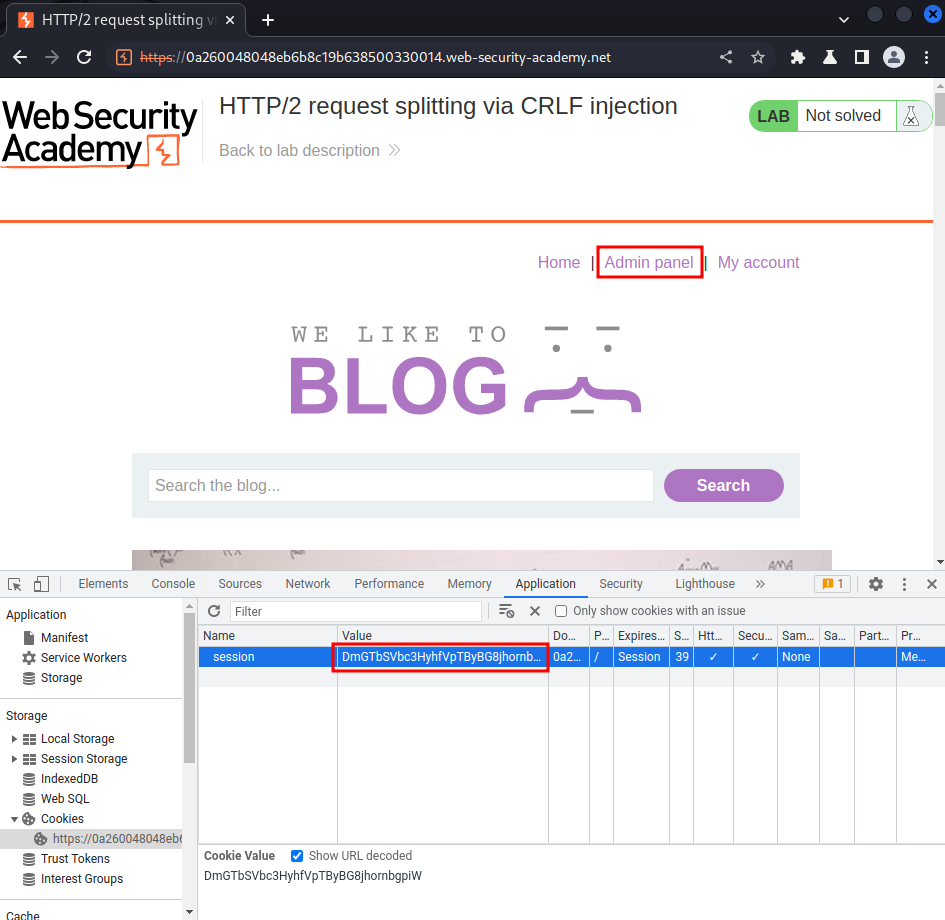 HTTP/2 request splitting vi
https://0a260048048eb6b8c19b638500330014.web-security-academy.net
Web Security
Academy
HTTP/2 request splitting via CRLF injection
Back to lab description
LAB Not solved
Home | Admin panel | My account
WE LIKE TO
BLOG
Search the blog...
Search
Elements Console Sources Network Performance Memory Application Security Lighthouse 1
Application
Manifest
Service Workers
Storage
Storage
Local Storage
Session Storage
IndexedDB
Web SQL
Cookies
https://0a260048048eb6
Trust Tokens
Interest Groups
Cache
Filter
Only show cookies with an issue
Name Value Do... P... Expires... S... Htt... Secu... Sam... Sa... Part... Pr...
session DmGTbSVbc3HyhfVpTByBG8jhornb... 0a2... / Session 39 ✓ ✓ None Me...
Cookie Value Show URL decoded
DmGTbSVbc3HyhfVpTByBG8jhornbgpiW